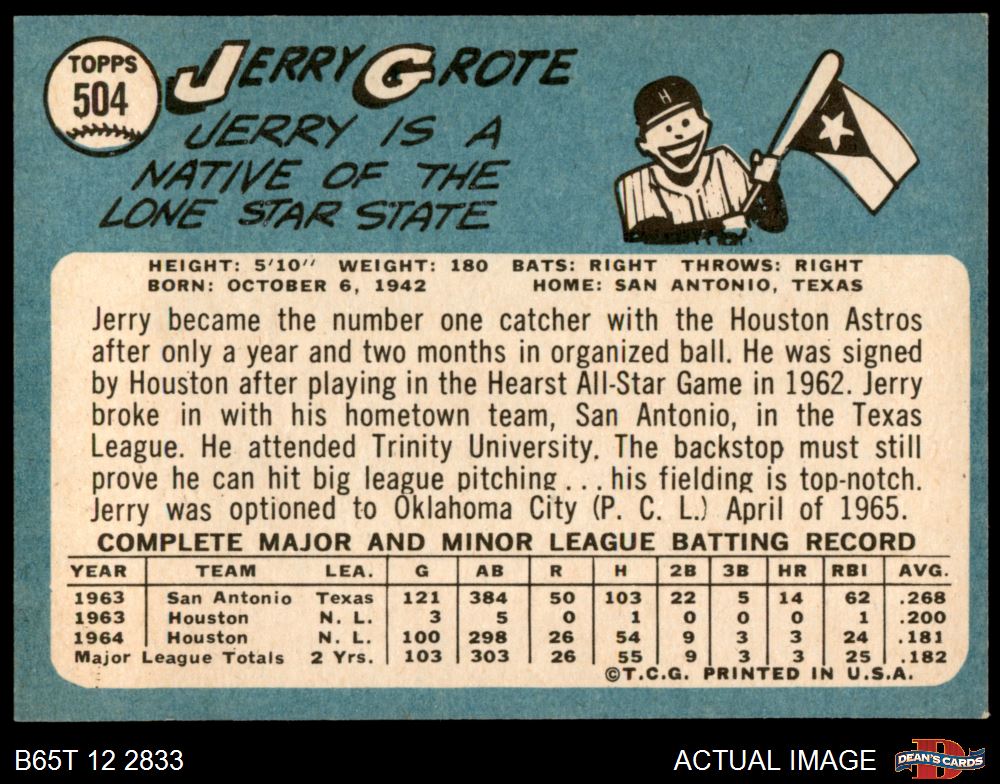 TOPPS
504
JERRY GROTE
JERRY IS A
NATIVE OF THE
LONE STAR STATE
H
HEIGHT: 5'10" WEIGHT: 180 BATS: RIGHT THROWS: RIGHT
BORN: OCTOBER 6, 1942 HOME: SAN ANTONIO, TEXAS
Jerry became the number one catcher with the Houston Astros
after only a year and two months in organized ball. He was signed
by Houston after playing in the Hearst All-Star Game in 1962. Jerry
broke in with his hometown team, San Antonio, in the Texas
League. He attended Trinity University. The backstop must still
prove he can hit big league pitching . . . his fielding is top-notch.
Jerry was optioned to Oklahoma City (P. C. L.) April of 1965.
COMPLETE MAJOR AND MINOR LEAGUE BATTING RECORD
YEAR TEAM LEA. G AB R H 2B 3B HR RBI AVG.
1963 San Antonio Texas 121 384 50 103 22 5 14 62 .268
1963 Houston N. L. 3 5 0 1 0 0 0 1 .200
1964 Houston N. L. 100 298 26 54 9 3 3 24 .181
Major League Totals 2 Yrs. 103 303 26 55 9 3 3 25 .182
©T.C.G. PRINTED IN U.S.A.
B65T 12 2833 ACTUAL IMAGE D DEAN'S CARDS